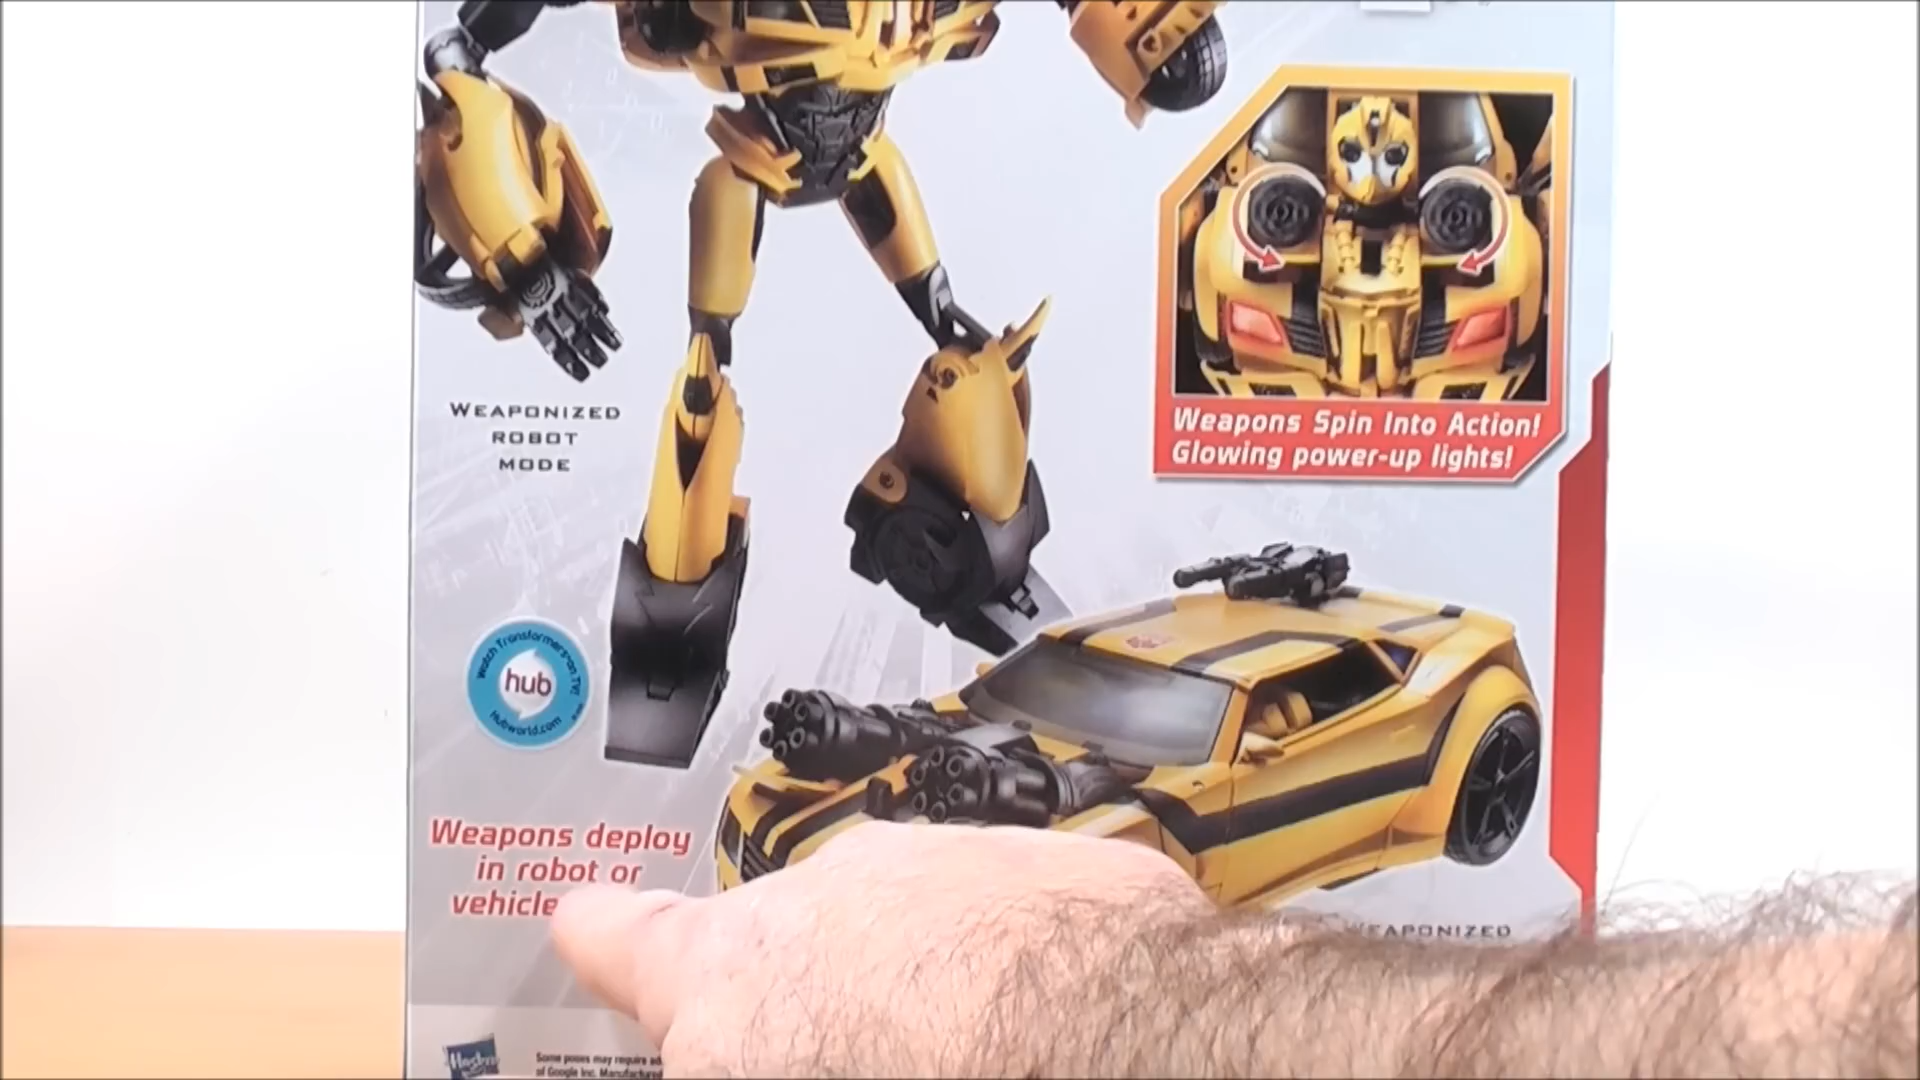 Weapons Spin Into Action!
Glowing power-up lights!
WEAPONIZED
ROBOT
MODE
Watch Transformers on TV!
hub
Hubworld.com
Weapons deploy
in robot or
vehicle
WEAPONIZED
Hasbro
Some poses may require
of Google Inc. Manufactured